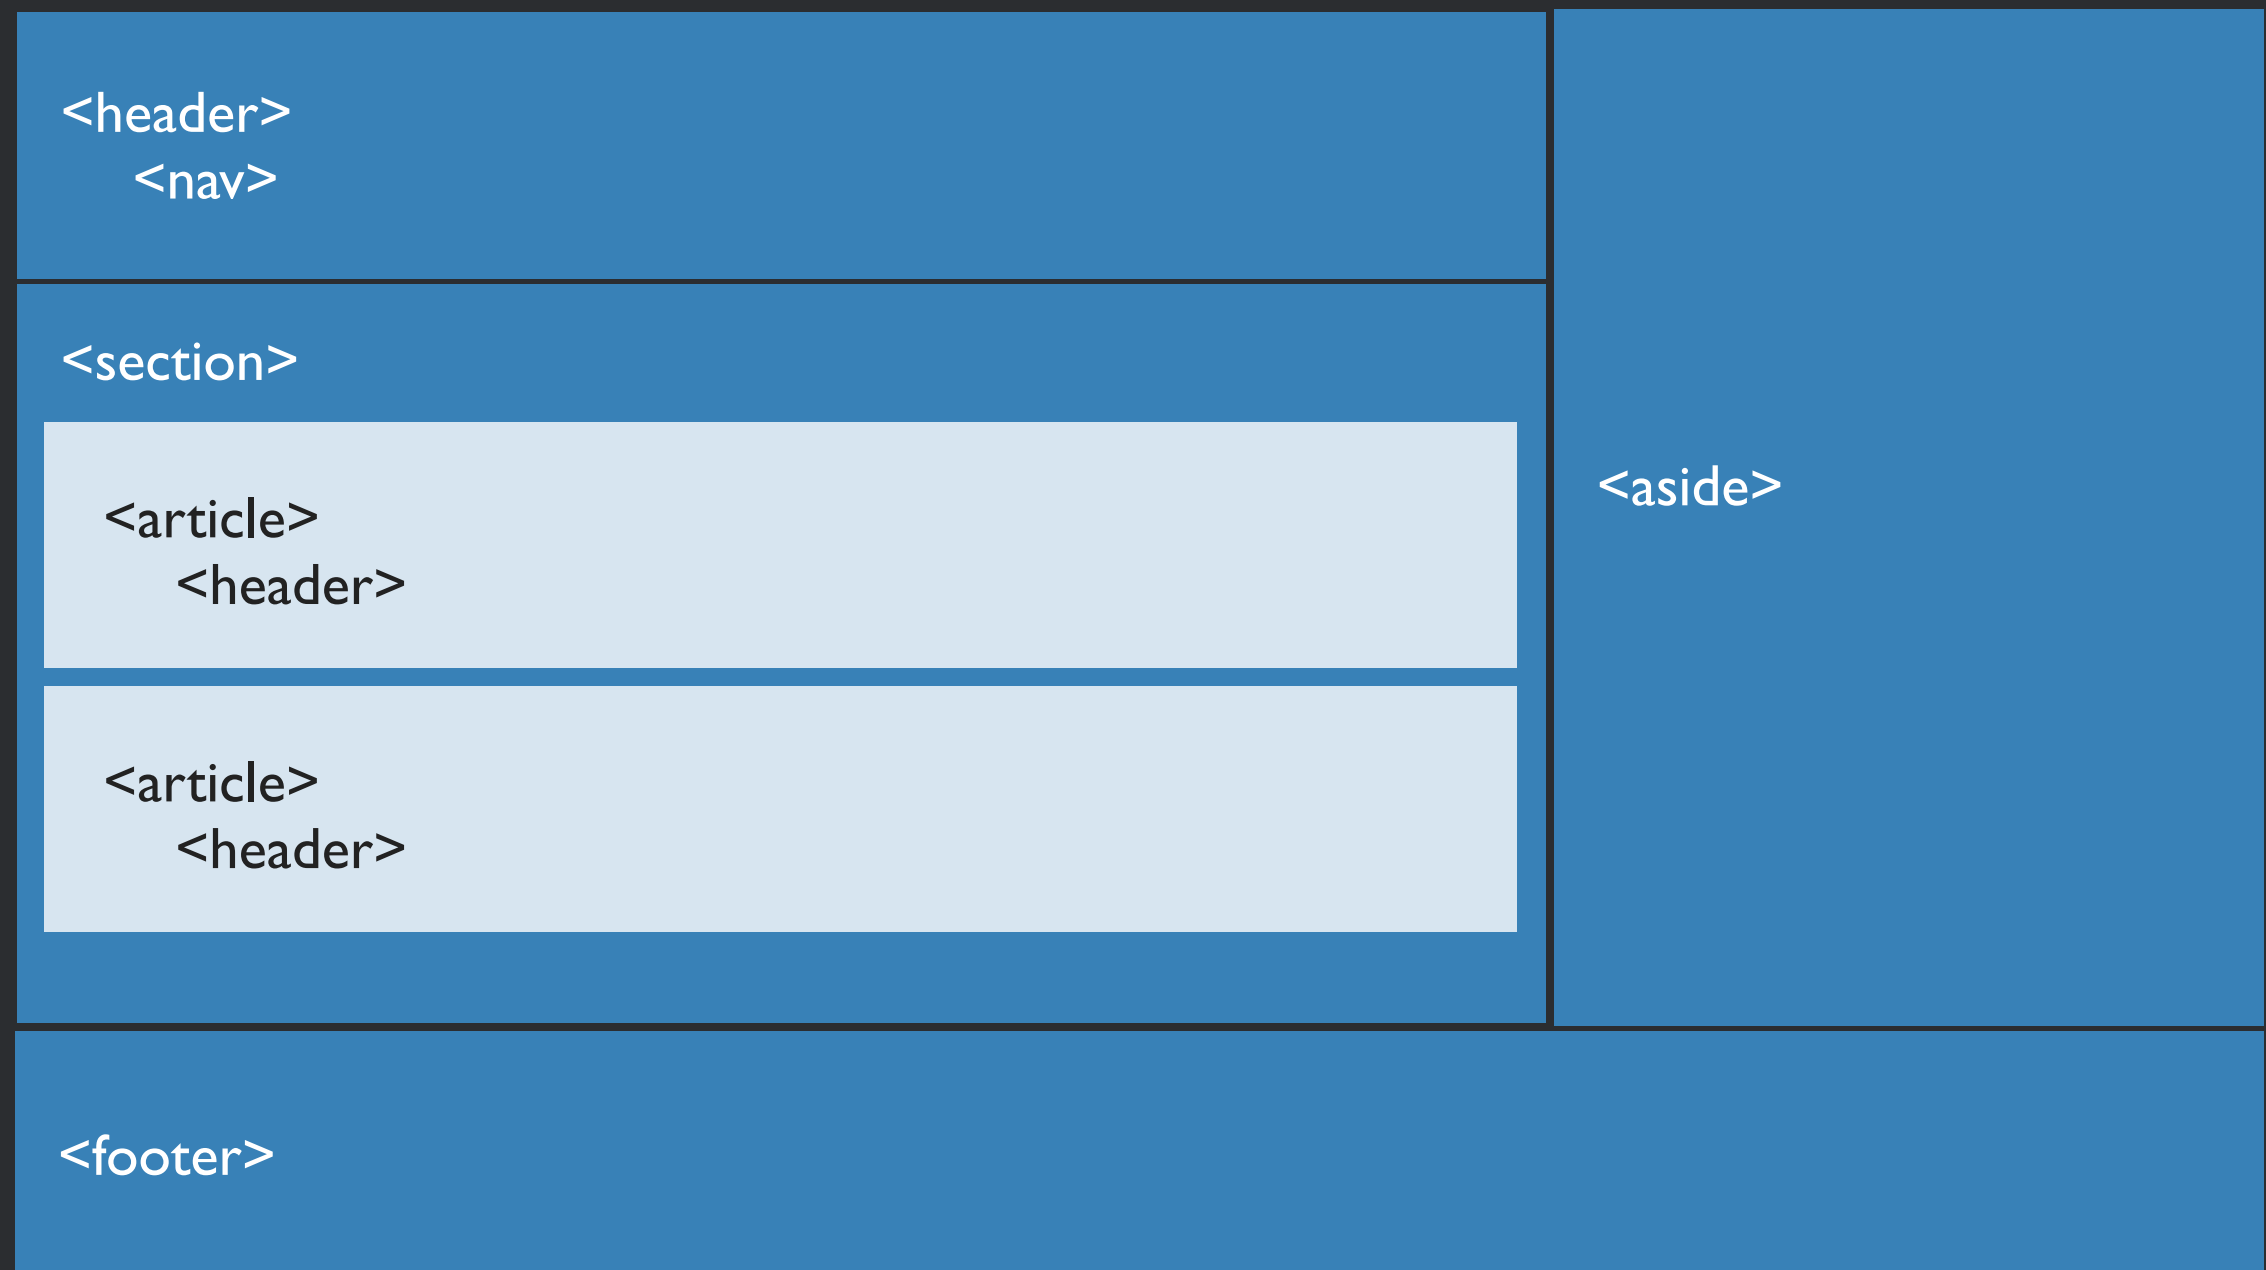 <header>
<nav>
<section>
<article>
<header>
<article>
<header>
<aside>
<footer>